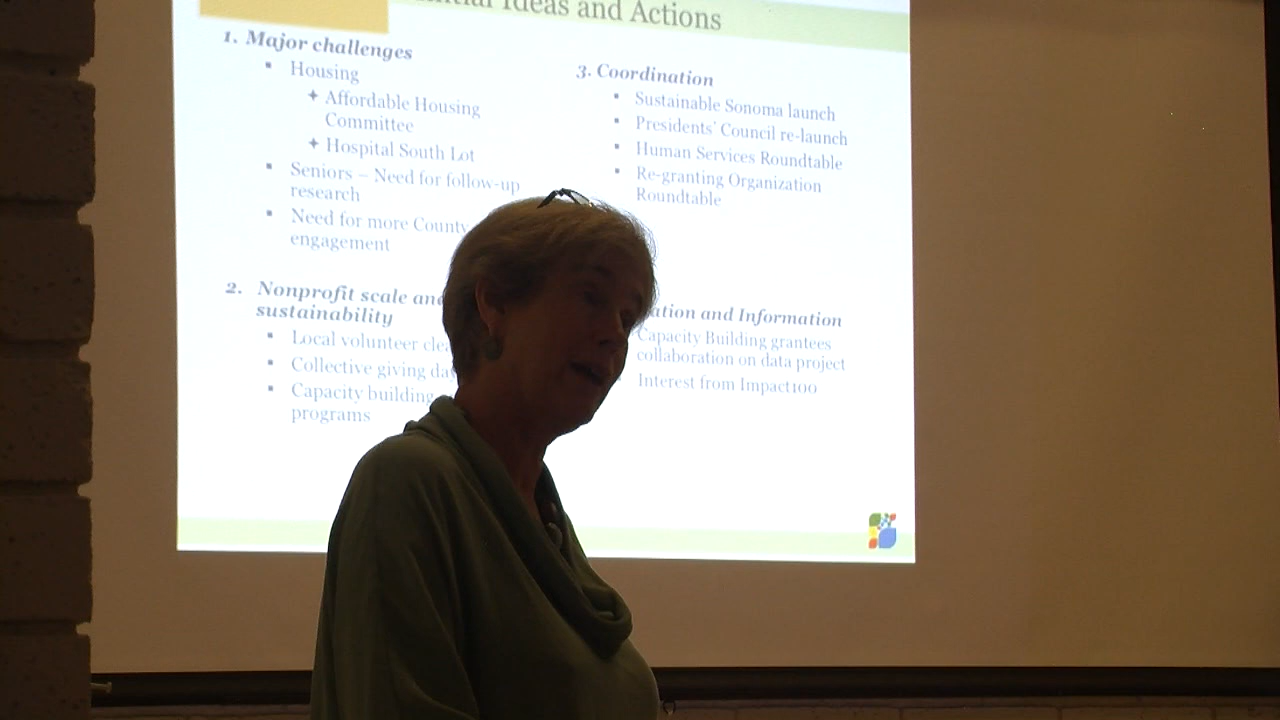 Ideas and Actions
1. Major challenges
▪ Housing
✦ Affordable Housing
Committee
✦ Hospital South Lot
▪ Seniors – Need for follow-up
research
▪ Need for more County
engagement
2. Nonprofit scale and
sustainability
▪ Local volunteer
▪ Collective giving
▪ Capacity building
programs
3. Coordination
▪ Sustainable Sonoma launch
▪ Presidents' Council re-launch
▪ Human Services Roundtable
▪ Re-granting Organization
Roundtable
and Information
Capacity Building grantees
collaboration on data project
Interest from Impact100